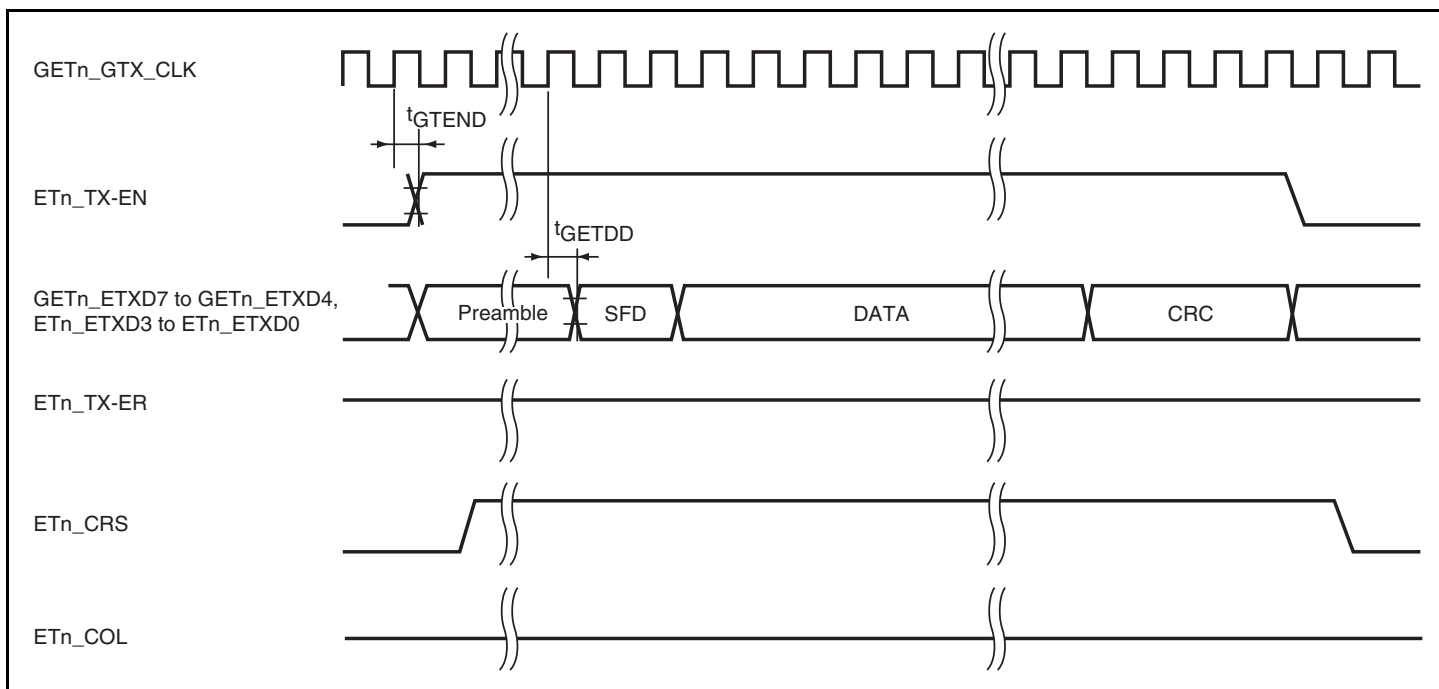 GETn_GTX_CLK
tGTEND
ETn_TX-EN
tGETDD
GETn_ETXD7 to GETn_ETXD4,
ETn_ETXD3 to ETn_ETXD0
Preamble SFD DATA CRC
ETn_TX-ER
ETn_CRS
ETn_COL